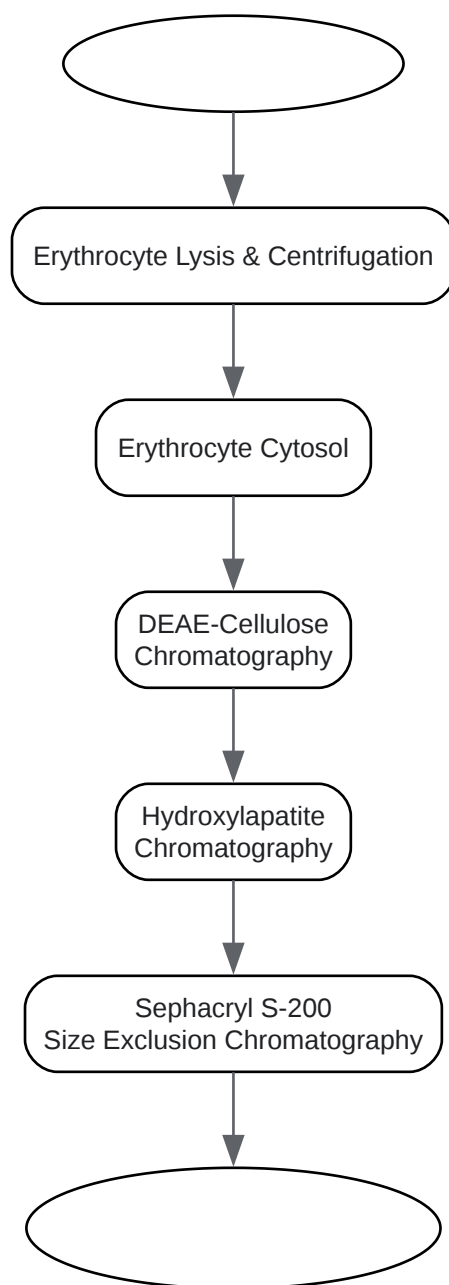 Erythrocyte Lysis & Centrifugation
Erythrocyte Cytosol
DEAE-Cellulose
Chromatography
Hydroxylapatite
Chromatography
Sephacryl S-200
Size Exclusion Chromatography